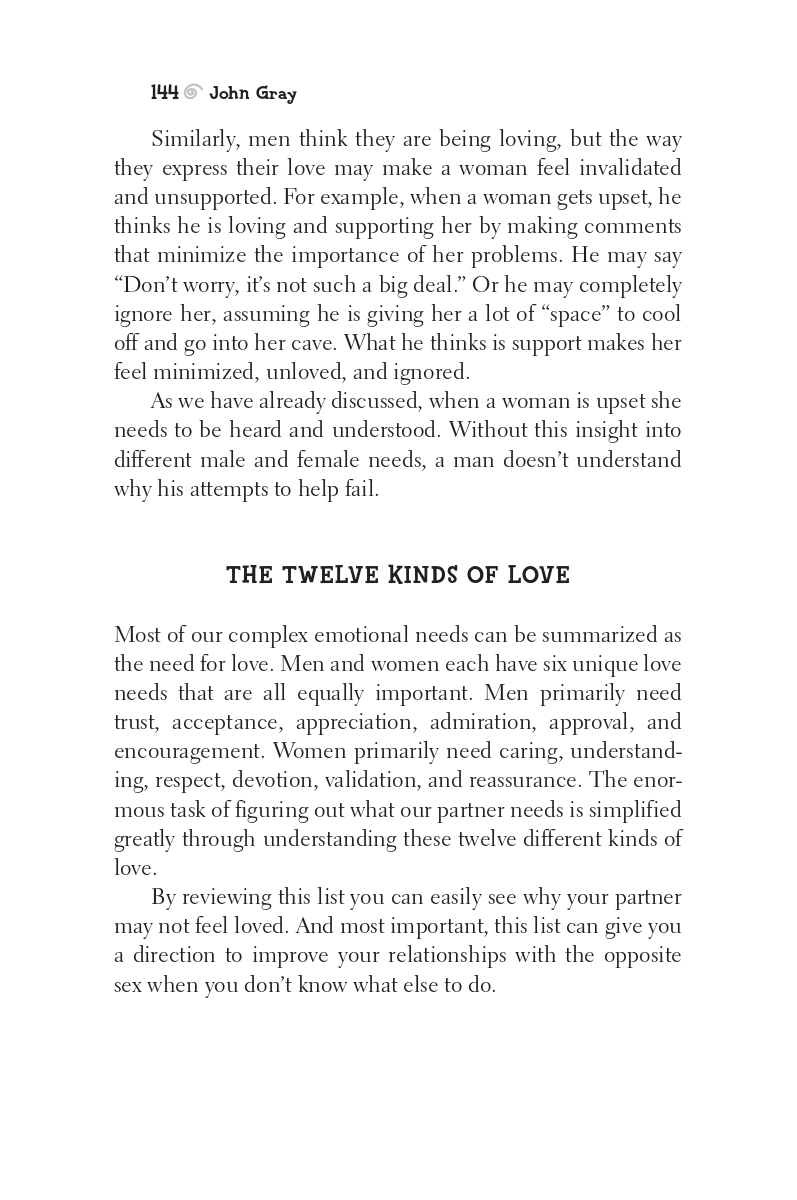 144 John Gray
Similarly, men think they are being loving, but the way
they express their love may make a woman feel invalidated
and unsupported. For example, when a woman gets upset, he
thinks he is loving and supporting her by making comments
that minimize the importance of her problems. He may say
“Don’t worry, it’s not such a big deal.” Or he may completely
ignore her, assuming he is giving her a lot of “space” to cool
off and go into her cave. What he thinks is support makes her
feel minimized, unloved, and ignored.
As we have already discussed, when a woman is upset she
needs to be heard and understood. Without this insight into
different male and female needs, a man doesn’t understand
why his attempts to help fail.
THE TWELVE KINDS OF LOVE
Most of our complex emotional needs can be summarized as
the need for love. Men and women each have six unique love
needs that are all equally important. Men primarily need
trust, acceptance, appreciation, admiration, approval, and
encouragement. Women primarily need caring, understand-
ing, respect, devotion, validation, and reassurance. The enor-
mous task of figuring out what our partner needs is simplified
greatly through understanding these twelve different kinds of
love.
By reviewing this list you can easily see why your partner
may not feel loved. And most important, this list can give you
a direction to improve your relationships with the opposite
sex when you don’t know what else to do.